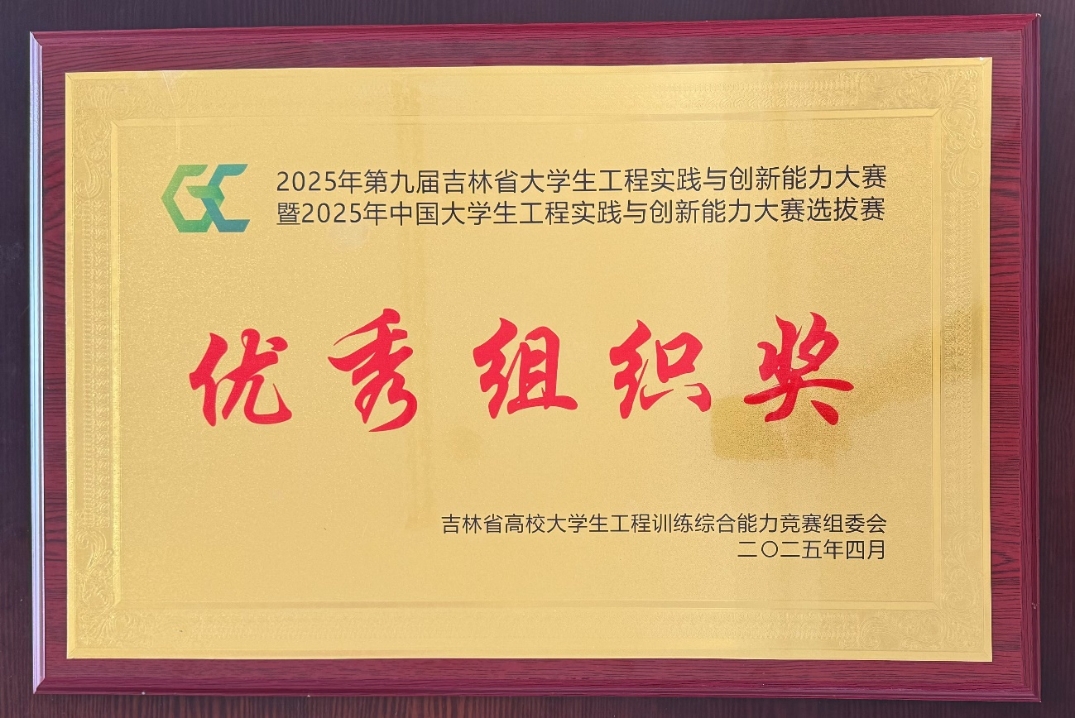 2025年第九届吉林省大学生工程实践与创新能力大赛
暨2025年中国大学生工程实践与创新能力大赛选拔赛
优秀组织奖
吉林省高校大学生工程训练综合能力竞赛组委会
二〇二五年四月